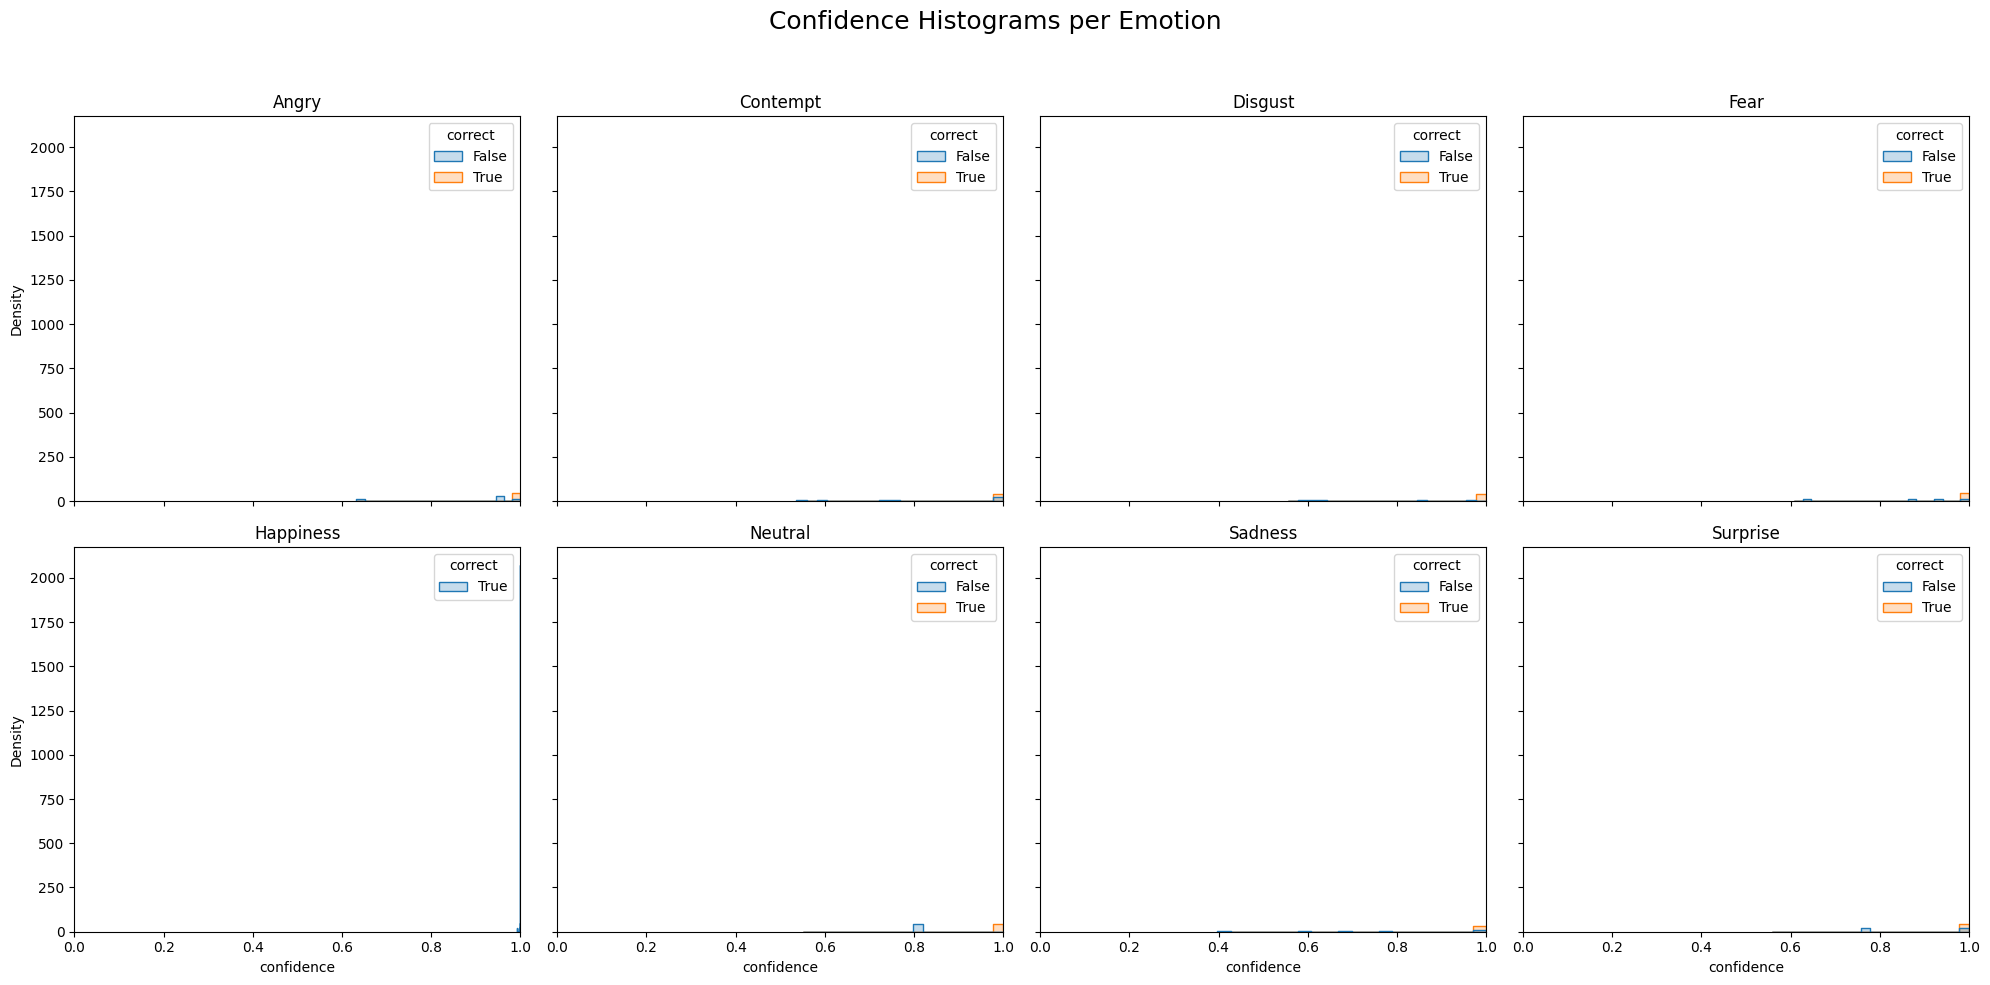 Confidence Histograms per Emotion
Angry
Contempt
Disgust
Fear
correct
False
True
correct
False
True
correct
False
True
correct
False
True
2000
1750
1500
1250
1000
750
500
250
0
Density
Happiness
Neutral
Sadness
Surprise
correct
True
correct
False
True
correct
False
True
correct
False
True
2000
1750
1500
1250
1000
750
500
250
0
Density
0.0 0.2 0.4 0.6 0.8 1.0
0.0 0.2 0.4 0.6 0.8 1.0
0.0 0.2 0.4 0.6 0.8 1.0
0.0 0.2 0.4 0.6 0.8 1.0
confidence
confidence
confidence
confidence